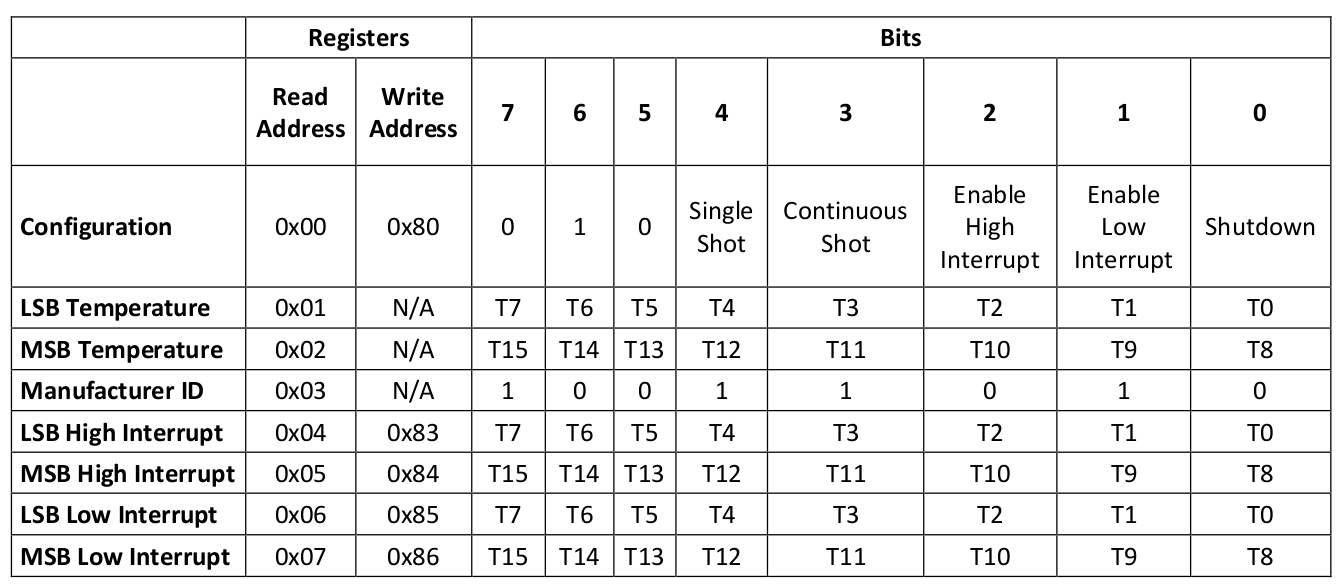 Registers Bits
Read Address Write Address 7 6 5 4 3 2 1 0
Configuration 0x00 0x80 0 1 0 Single Shot Continuous Shot Enable High Interrupt Enable Low Interrupt Shutdown
LSB Temperature 0x01 N/A T7 T6 T5 T4 T3 T2 T1 T0
MSB Temperature 0x02 N/A T15 T14 T13 T12 T11 T10 T9 T8
Manufacturer ID 0x03 N/A 1 0 0 1 1 0 1 0
LSB High Interrupt 0x04 0x83 T7 T6 T5 T4 T3 T2 T1 T0
MSB High Interrupt 0x05 0x84 T15 T14 T13 T12 T11 T10 T9 T8
LSB Low Interrupt 0x06 0x85 T7 T6 T5 T4 T3 T2 T1 T0
MSB Low Interrupt 0x07 0x86 T15 T14 T13 T12 T11 T10 T9 T8